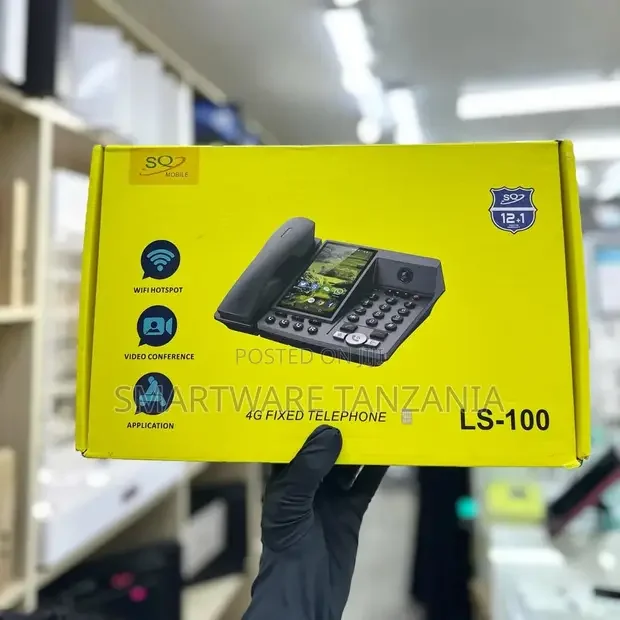 SQ
MOBILE
SQ
12+1
WIFI HOTSPOT
VIDEO CONFERENCE
POSTED ON JIJI
SMARTWARE TANZANIA
APPLICATION
4G FIXED TELEPHONE
LS-100